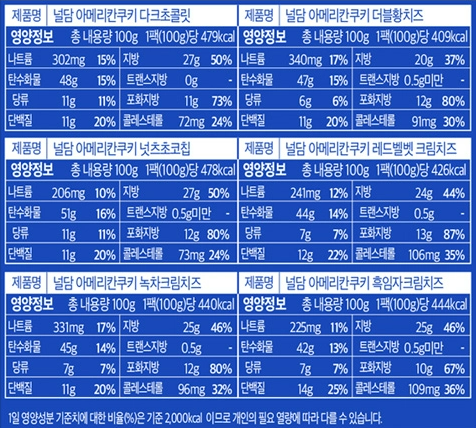 제품명 널담 아메리칸쿠키 다크초콜릿
영양정보 총 내용량 100g 1팩(100g)당 479kcal
나트륨 302mg 15% 지방 27g 50%
탄수화물 48g 15% 트랜스지방 0g -
당류 11g 11% 포화지방 11g 73%
단백질 11g 20% 콜레스테롤 72mg 24%
제품명 널담 아메리칸쿠키 더블황치즈
영양정보 총 내용량 100g 1팩(100g)당 409kcal
나트륨 340mg 17% 지방 20g 37%
탄수화물 47g 15% 트랜스지방 0.5g미만 -
당류 6g 6% 포화지방 12g 80%
단백질 11g 20% 콜레스테롤 91mg 30%
제품명 널담 아메리칸쿠키 넛츠초코칩
영양정보 총 내용량 100g 1팩(100g)당 478kcal
나트륨 206mg 10% 지방 27g 50%
탄수화물 51g 16% 트랜스지방 0.5g미만 -
당류 11g 11% 포화지방 12g 80%
단백질 11g 20% 콜레스테롤 73mg 24%
제품명 널담 아메리칸쿠키 레드벨벳 크림치즈
영양정보 총 내용량 100g 1팩(100g)당 426kcal
나트륨 241mg 12% 지방 24g 44%
탄수화물 44g 14% 트랜스지방 0.5g -
당류 7g 7% 포화지방 13g 87%
단백질 12g 22% 콜레스테롤 106mg 35%
제품명 널담 아메리칸쿠키 녹차크림치즈
영양정보 총 내용량 100g 1팩(100g)당 440kcal
나트륨 331mg 17% 지방 25g 46%
탄수화물 45g 14% 트랜스지방 0.5g -
당류 7g 7% 포화지방 12g 80%
단백질 11g 20% 콜레스테롤 96mg 32%
제품명 널담 아메리칸쿠키 흑임자크림치즈
영양정보 총 내용량 100g 1팩(100g)당 444kcal
나트륨 225mg 11% 지방 25g 46%
탄수화물 42g 13% 트랜스지방 0.5g미만 -
당류 7g 7% 포화지방 10g 67%
단백질 14g 25% 콜레스테롤 109mg 36%
1일 영양성분 기준치에 대한 비율(%)은 기준 2,000kcal 이므로 개인의 필요 열량에 따라 다를 수 있습니다.